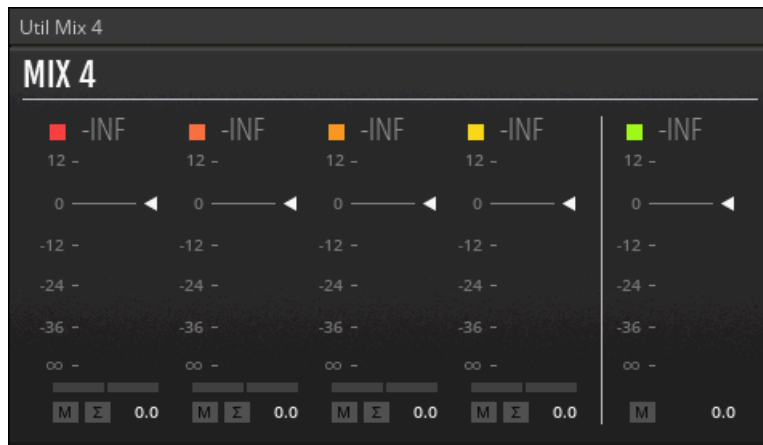 Util Mix 4
MIX 4
-INF -INF -INF -INF -INF
12 12 12 12 12
0 0 0 0 0
-12 -12 -12 -12 -12
-24 -24 -24 -24 -24
-36 -36 -36 -36 -36
∞ ∞ ∞ ∞ ∞
M Σ 0.0 M Σ 0.0 M Σ 0.0 M Σ 0.0 M 0.0